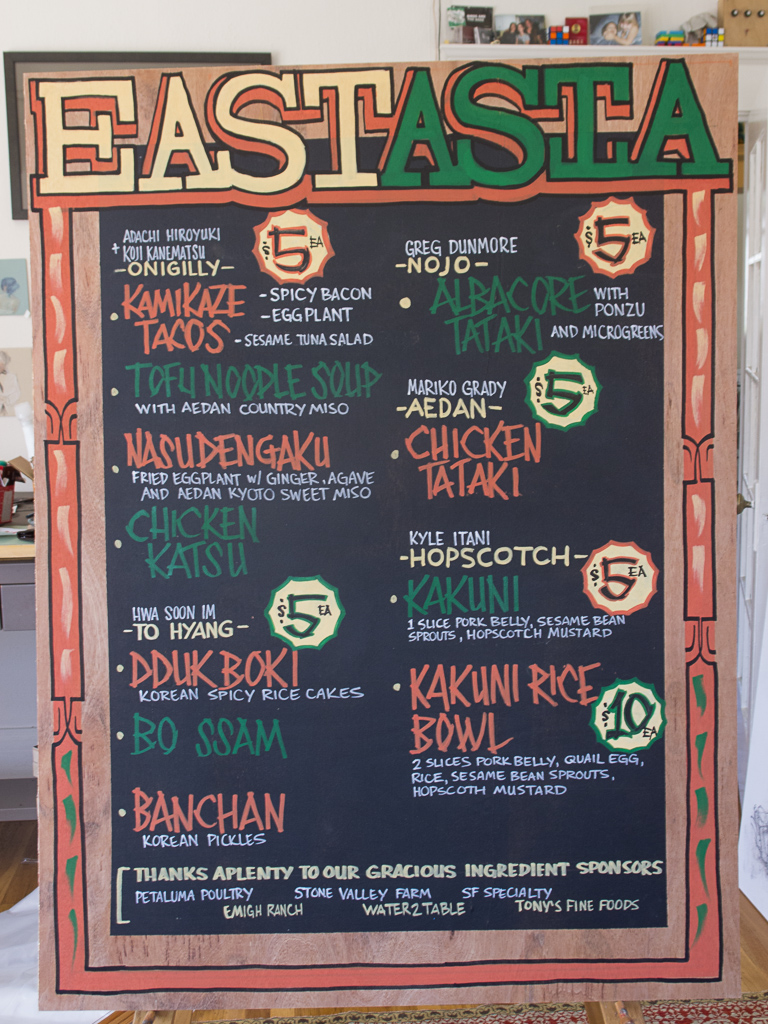 EASTASIA
ADACHI HIROYUKI
+ KOJI KANEMATSU
-ONIGILLY-
$5 EA
KAMIKAZE
TACOS
- SPICY BACON
- EGGPLANT
- SESAME TUNA SALAD
TOFU NOODLE SOUP
WITH AEDAN COUNTRY MISO
NASU DENGAKU
FRIED EGGPLANT W/ GINGER, AGAVE
AND AEDAN KYOTO SWEET MISO
CHICKEN
KATSU
HWA SOON IM
-TO HYANG-
$5 EA
DDUK BOKI
KOREAN SPICY RICE CAKES
BO SSAM
BANCHAN
KOREAN PICKLES
GREG DUNMORE
-NOJO-
$5 EA
ALBACORE
TATAKI
WITH
PONZU
AND MICROGREENS
MARIKO GRADY
-AEDAN-
$5 EA
CHICKEN
TATAKI
KYLE ITANI
-HOPSCOTCH-
$5 EA
KAKUNI
1 SLICE PORK BELLY, SESAME BEAN
SPROUTS, HOPSCOTCH MUSTARD
KAKUNI RICE
BOWL
$10 EA
2 SLICES PORK BELLY, QUAIL EGG,
RICE, SESAME BEAN SPROUTS,
HOPSCOTH MUSTARD
THANKS APLENTY TO OUR GRACIOUS INGREDIENT SPONSORS
PETALUMA POULTRY STONE VALLEY FARM SF SPECIALTY
EMIGH RANCH WATER2TABLE TONY'S FINE FOODS